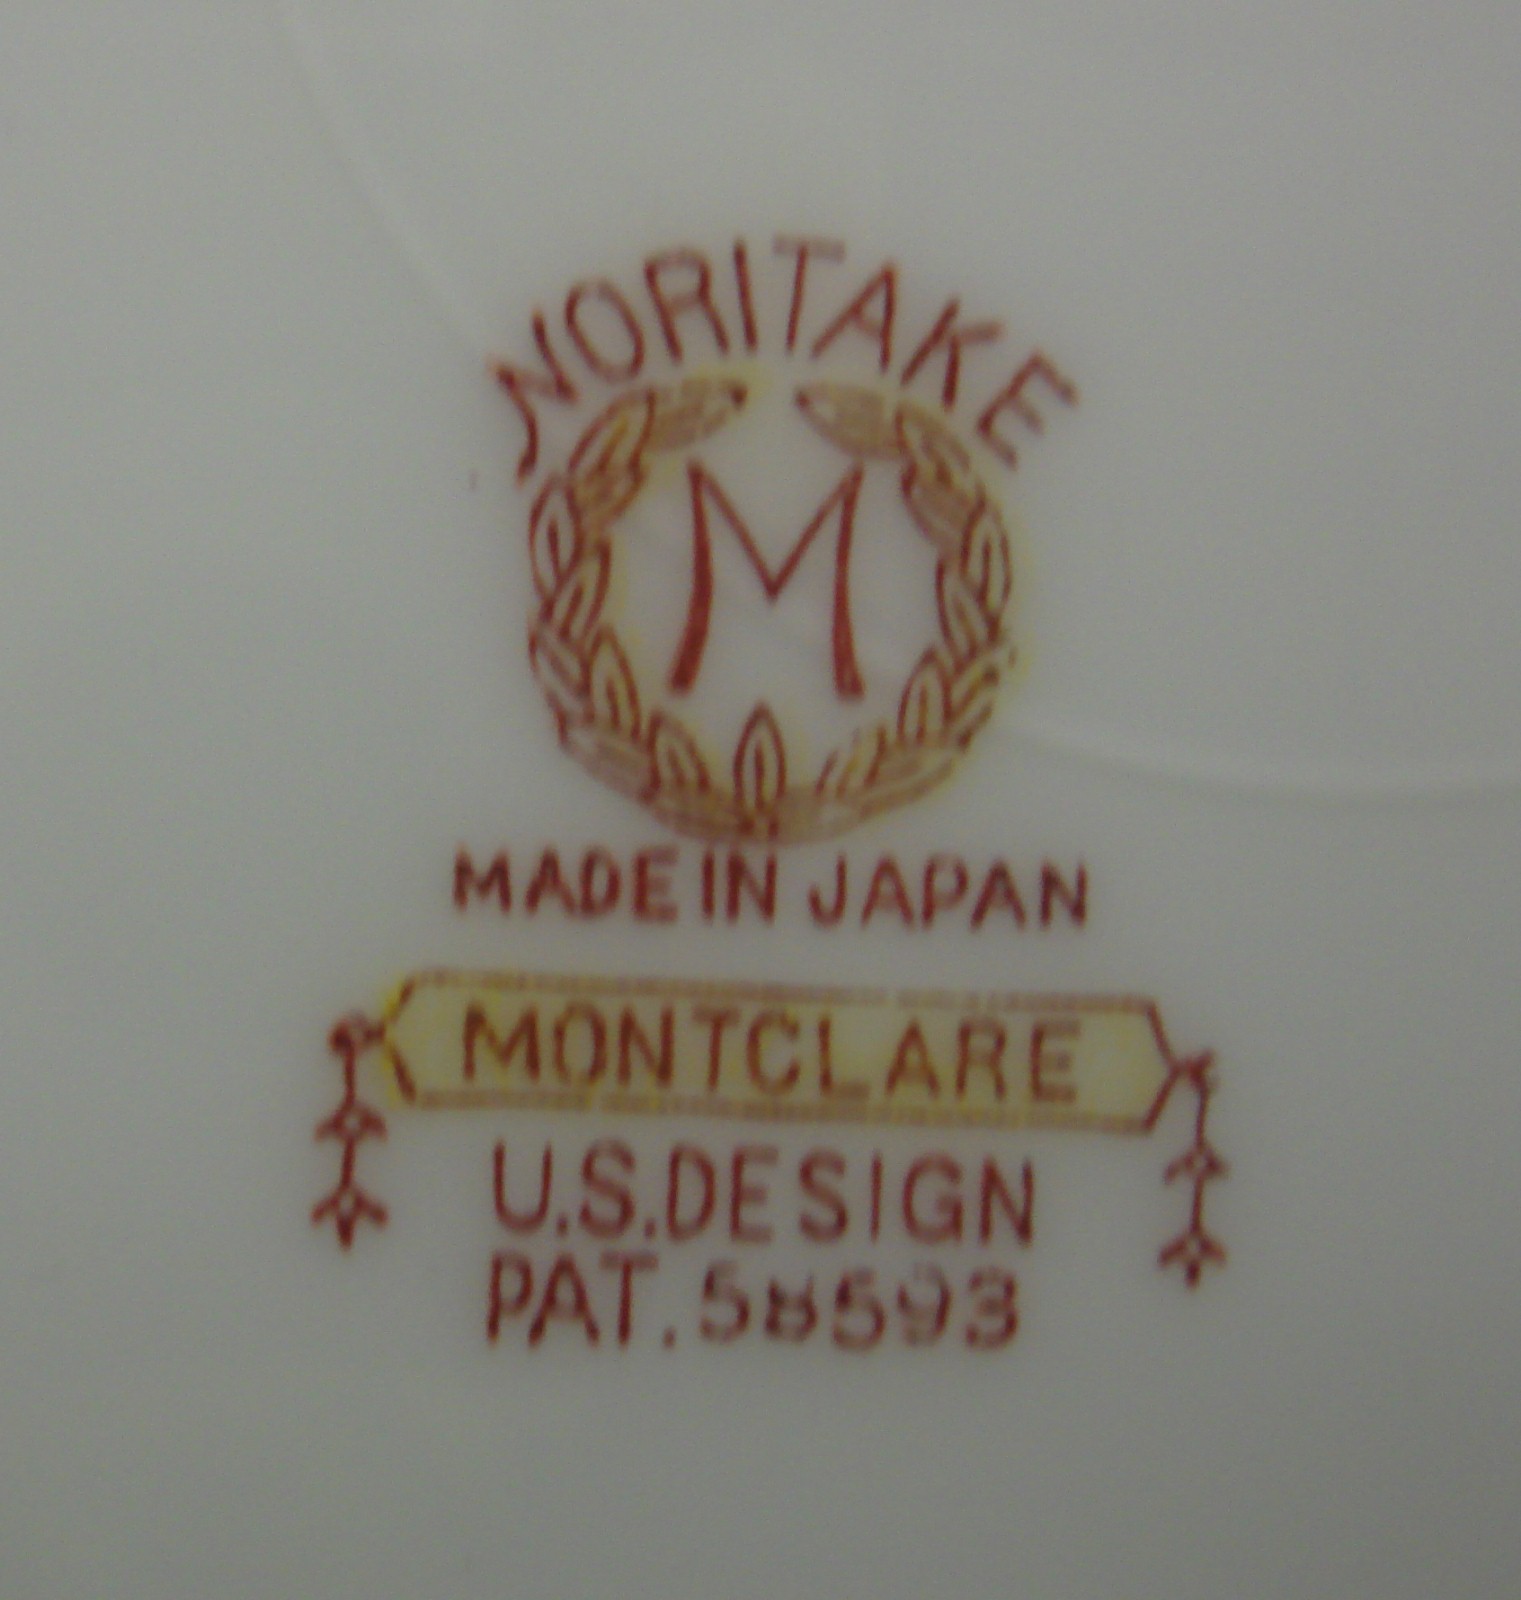 NORITAKE
M
MADE IN JAPAN
MONTCLARE
U.S.DESIGN
PAT. 58593